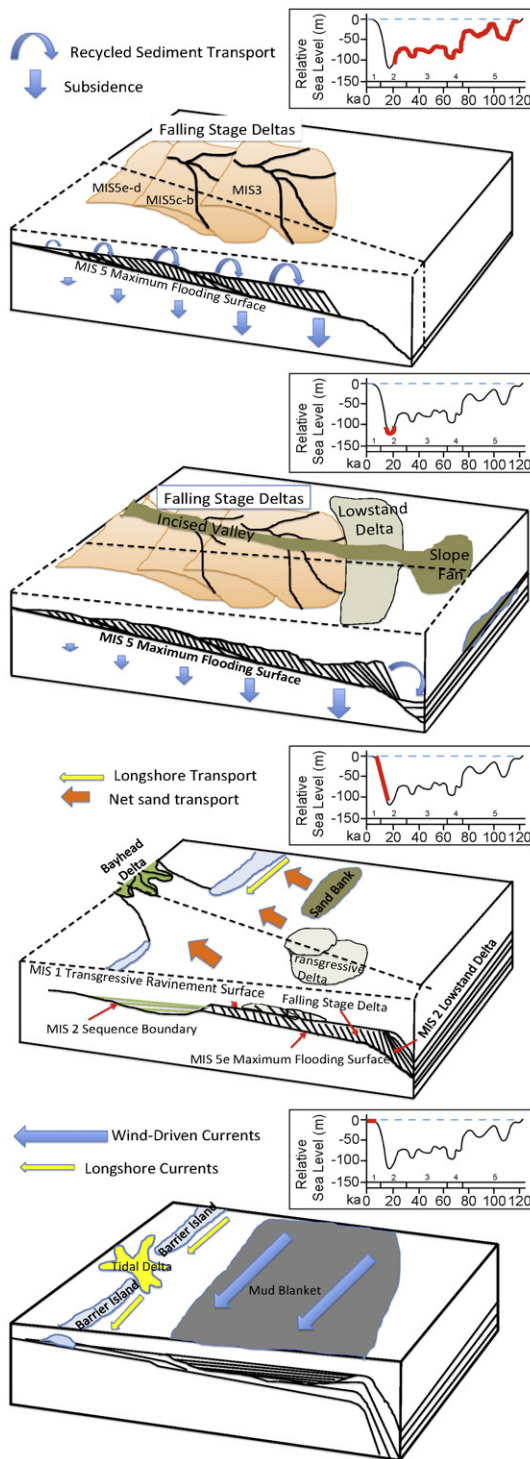 Recycled Sediment Transport
Subsidence
Relative
Sea Level (m)
0
-50
-100
-150
1 2 3 4 5
ka 20 40 60 80 100 120
Falling Stage Deltas
MIS5e-d
MIS5c-b
MIS3
MIS 5 Maximum Flooding Surface
Relative
Sea Level (m)
0
-50
-100
150
1 2 3 4 5
ka 20 40 60 80 100 120
Falling Stage Deltas
Incised Valley
Lowstand
Delta
Slope
Fan
MIS 5 Maximum Flooding Surface
Longshore Transport
Net sand transport
Relative
Sea Level (m)
0
-50
-100
150
1 2 3 4 5
ka 20 40 60 80 100 120
Bayhead
Delta
Sand Bank
Transgressive
Delta
MIS 1 Transgressive Ravinement Surface
Falling Stage Delta
MIS 2 Lowstand Delta
MIS 2 Sequence Boundary
MIS 5e Maximum Flooding Surface
Wind-Driven Currents
Longshore Currents
Relative
Sea Level (m)
0
-50
-100
-150
1 2 3 4 5
ka 20 40 60 80 100 120
Barrier Island
Tidal Delta
Barrier Island
Mud Blanket